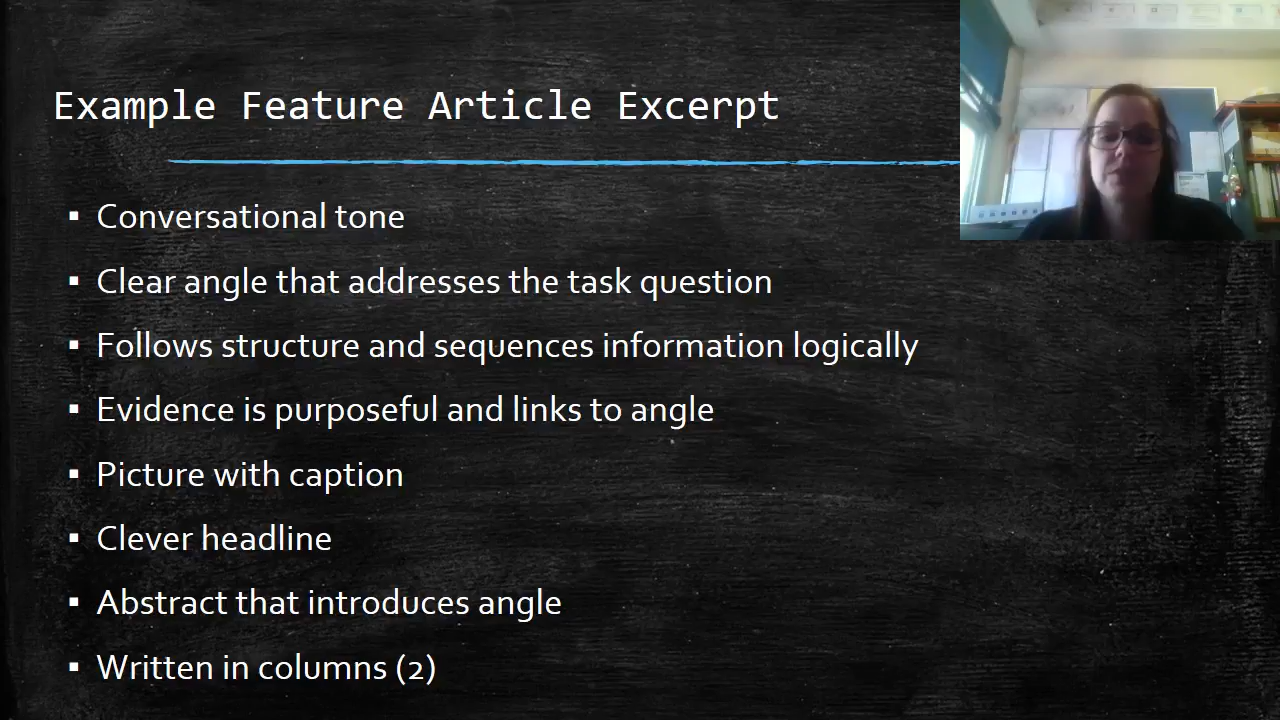 Example Feature Article Excerpt
▪ Conversational tone
▪ Clear angle that addresses the task question
▪ Follows structure and sequences information logically
▪ Evidence is purposeful and links to angle
▪ Picture with caption
▪ Clever headline
▪ Abstract that introduces angle
▪ Written in columns (2)